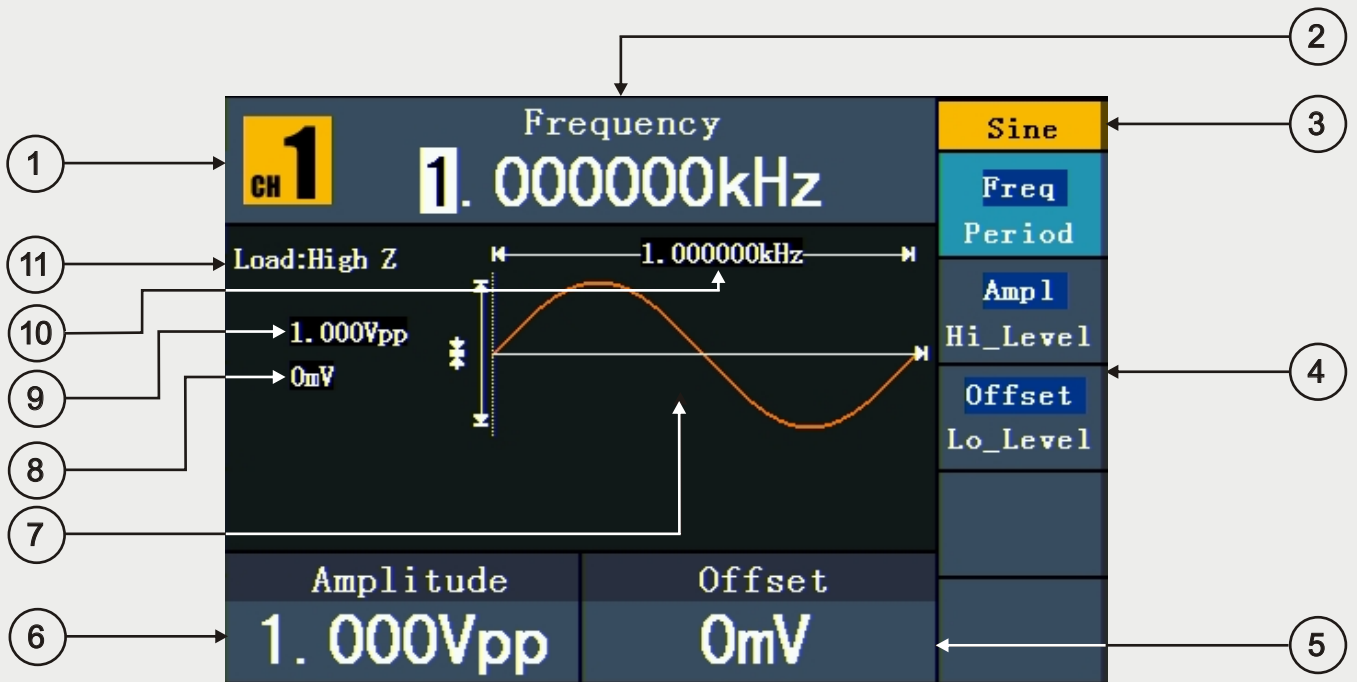 2
Frequency
CH 1
1. 000000kHz
Sine
3
1
Freq
Period
11
Load:High Z
1. 000000kHz
Ampl
Hi_Level
10
1. 000Vpp
4
9
0mV
Offset
Lo_Level
8
7
Amplitude
Offset
6
1. 000Vpp
0mV
5